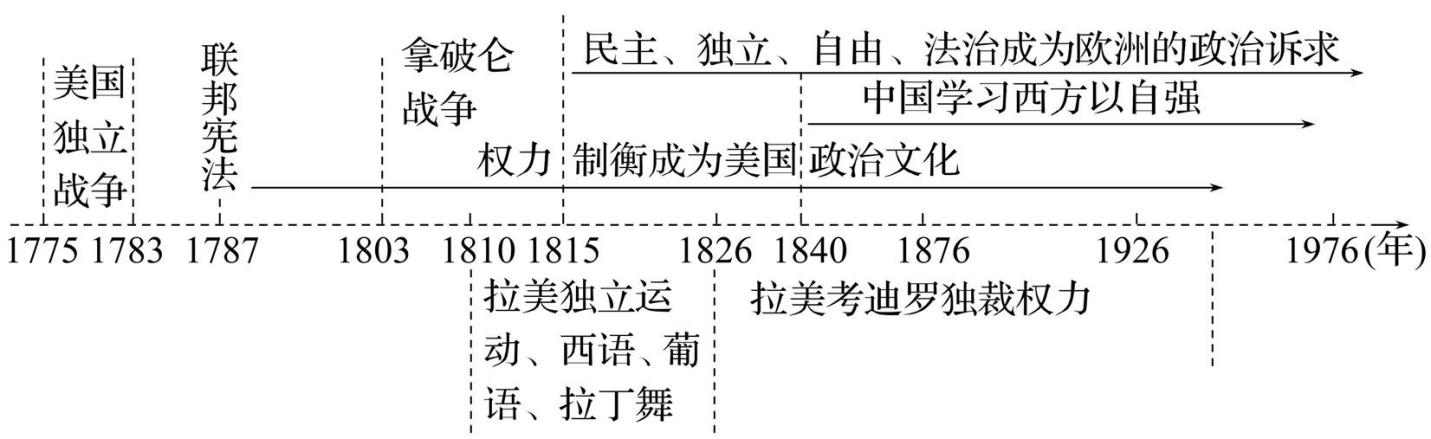 美国
独立
战争
联邦宪法
拿破仑
战争
民主、独立、自由、法治成为欧洲的政治诉求
中国学习西方以自强
权力制衡成为美国政治文化
1775 1783 1787 1803 1810 1815 1826 1840 1876 1926 1976(年)
拉美独立运
动、西语、葡
语、拉丁舞
拉美考迪罗独裁权力